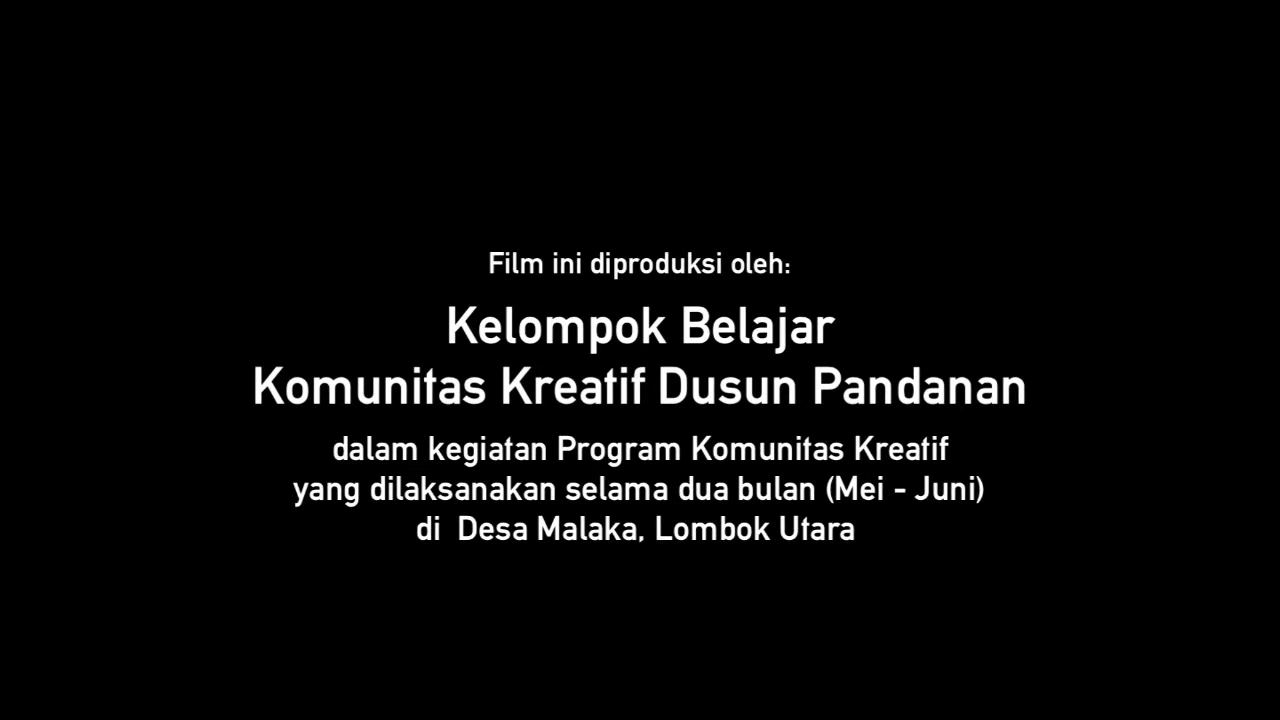 Film ini diproduksi oleh:
Kelompok Belajar
Komunitas Kreatif Dusun Pandanan
dalam kegiatan Program Komunitas Kreatif
yang dilaksanakan selama dua bulan (Mei - Juni)
di  Desa Malaka, Lombok Utara